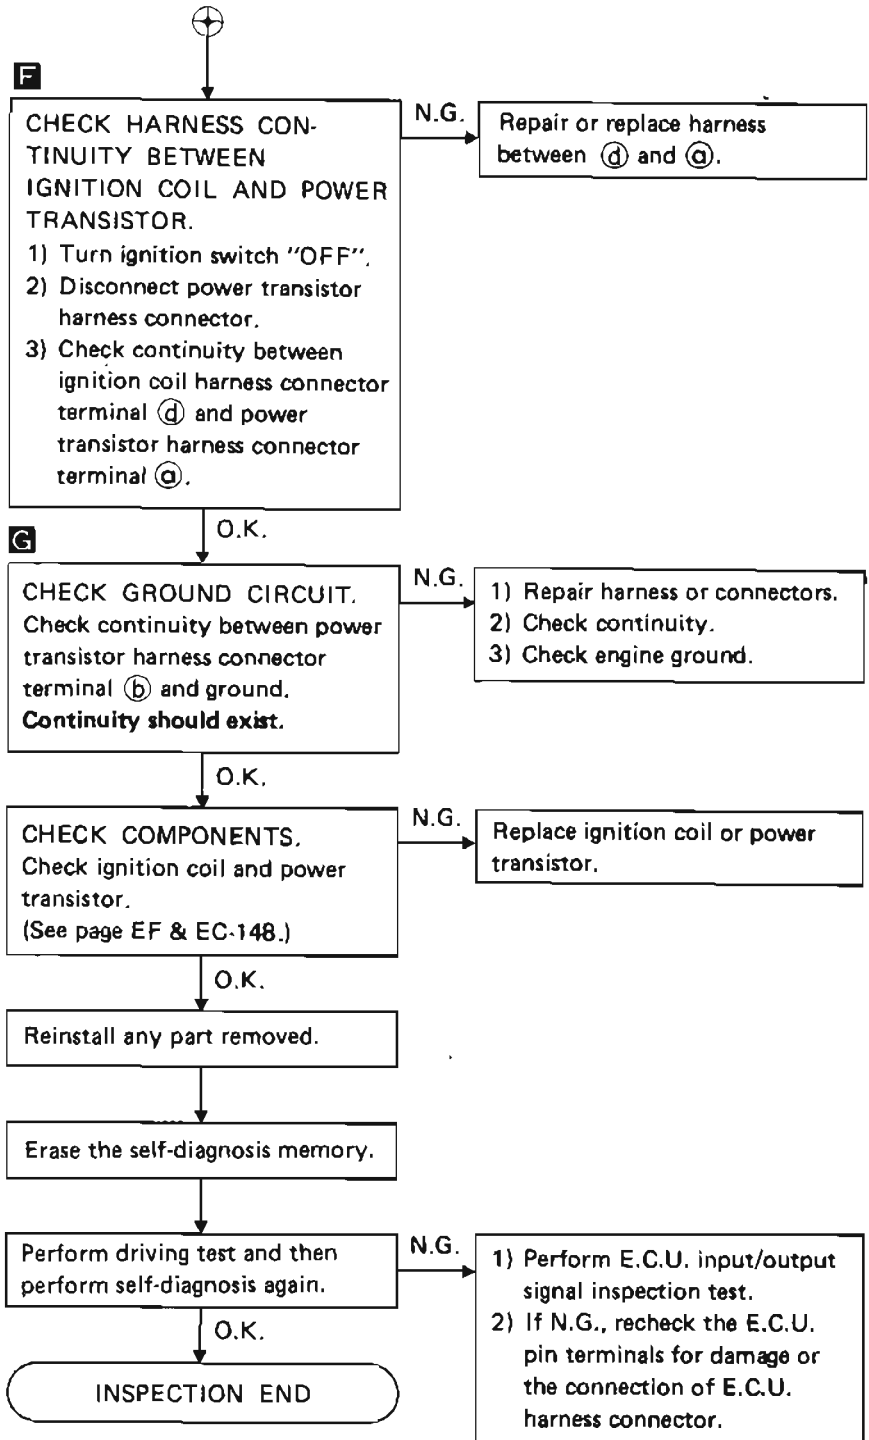 F
CHECK HARNESS CON-
TINUITY BETWEEN
IGNITION COIL AND POWER
TRANSISTOR.
1) Turn ignition switch "OFF".
2) Disconnect power transistor
harness connector.
3) Check continuity between
ignition coil harness connector
terminal ⓓ and power
transistor harness connector
terminal ⓐ.
N.G.
Repair or replace harness
between ⓓ and ⓐ.
O.K.
G
CHECK GROUND CIRCUIT.
Check continuity between power
transistor harness connector
terminal ⓑ and ground.
Continuity should exist.
N.G.
1) Repair harness or connectors.
2) Check continuity.
3) Check engine ground.
O.K.
CHECK COMPONENTS.
Check ignition coil and power
transistor.
(See page EF & EC-148.)
N.G.
Replace ignition coil or power
transistor.
O.K.
Reinstall any part removed.
Erase the self-diagnosis memory.
Perform driving test and then
perform self-diagnosis again.
N.G.
1) Perform E.C.U. input/output
signal inspection test.
2) If N.G., recheck the E.C.U.
pin terminals for damage or
the connection of E.C.U.
harness connector.
O.K.
INSPECTION END